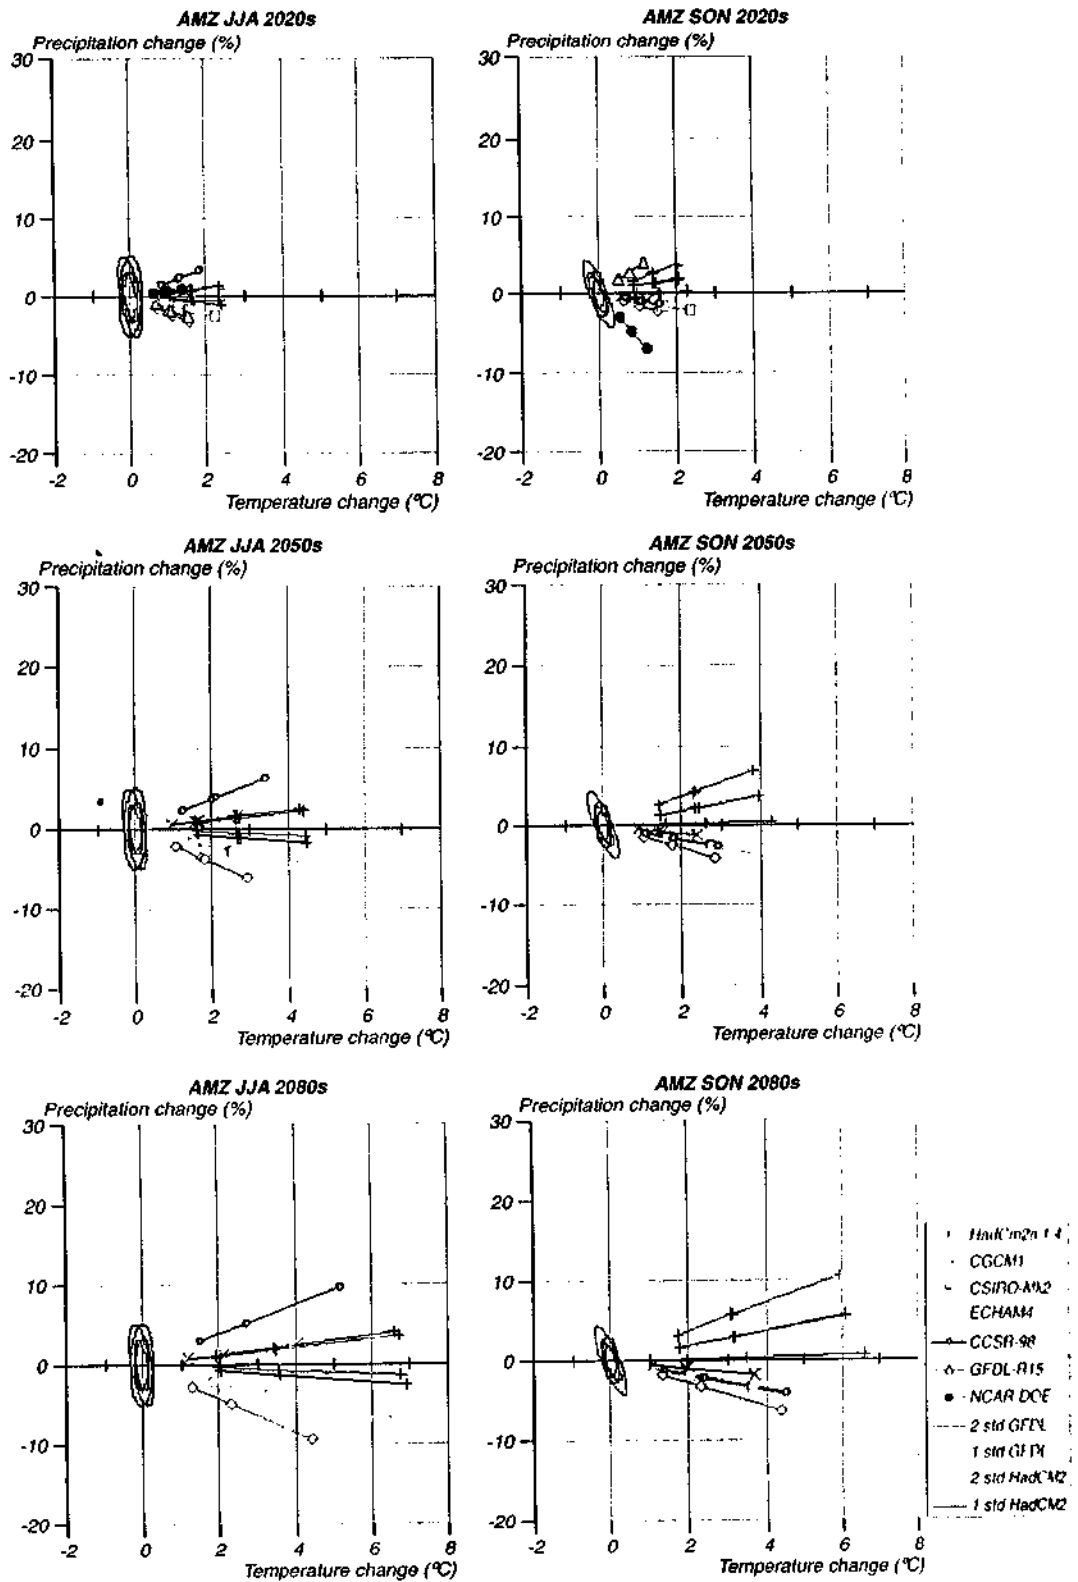 AMZ JJA 2020s
Precipitation change (%)
30
20
10
0
-10
-20
-2 0 2 4 6 8
Temperature change (ºC)
AMZ SON 2020s
Precipitation change (%)
30
20
10
0
-10
-20
-2 0 2 4 6 8
Temperature change (ºC)
AMZ JJA 2050s
Precipitation change (%)
30
20
10
0
-10
-20
-2 0 2 4 6 8
Temperature change (ºC)
AMZ SON 2050s
Precipitation change (%)
30
20
10
0
-10
-20
-2 0 2 4 6 8
Temperature change (ºC)
AMZ JJA 2080s
Precipitation change (%)
30
20
10
0
-10
-20
-2 0 2 4 6 8
Temperature change (ºC)
AMZ SON 2080s
Precipitation change (%)
30
20
10
0
-10
-20
-2 0 2 4 6 8
Temperature change (ºC)
CGCM1
CSIRO-Mk2
ECHAM4
CCSR-98
GFDL-R15
NCAR DOE
2 std GFDL
1 std GFDL
2 std HadCM2
1 std HadCM2